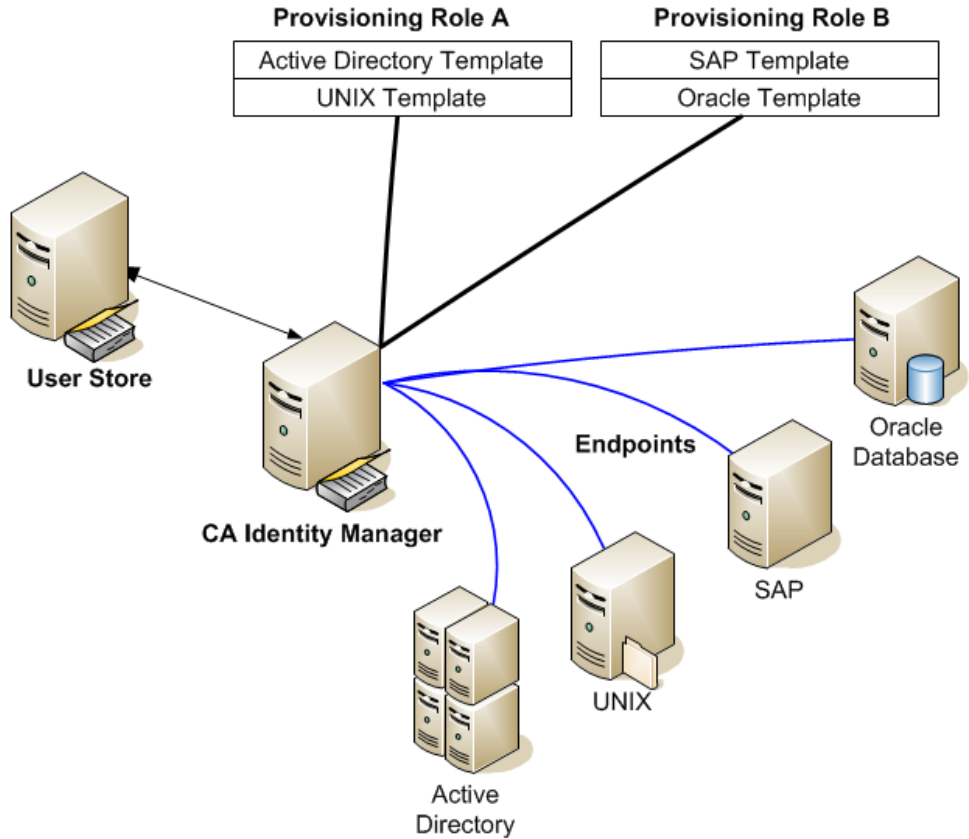 Provisioning Role A
Active Directory Template
UNIX Template
Provisioning Role B
SAP Template
Oracle Template
User Store
CA Identity Manager
Endpoints
Oracle
Database
SAP
UNIX
Active
Directory